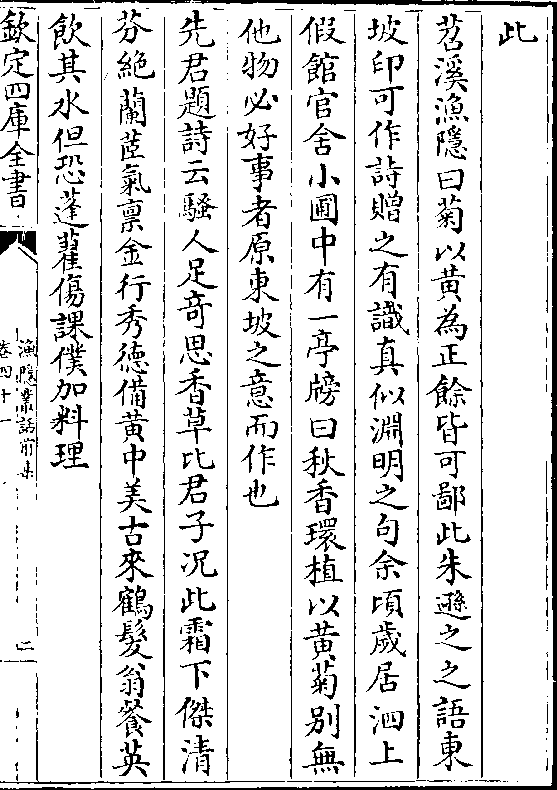 此
苕溪漁隱曰菊以黃為正餘皆可鄙此朱遜之之語東
坡印可作詩贈之有識真似淵明之句余頃歲居泗上
假館官舍小圃中有一亭牓曰秋香環植以黃菊别無
他物必好事者原東坡之意而作也
先君題詩云騷人足奇思香草比君子况此霜下傑清
芬絶蘭茝氣禀金行秀德備黃中美古來鶴髮翁餐英
飲其水但恐蓬藋傷課僕加料理
欽定四庫全書
漁隱叢話前集
卷四十一
二